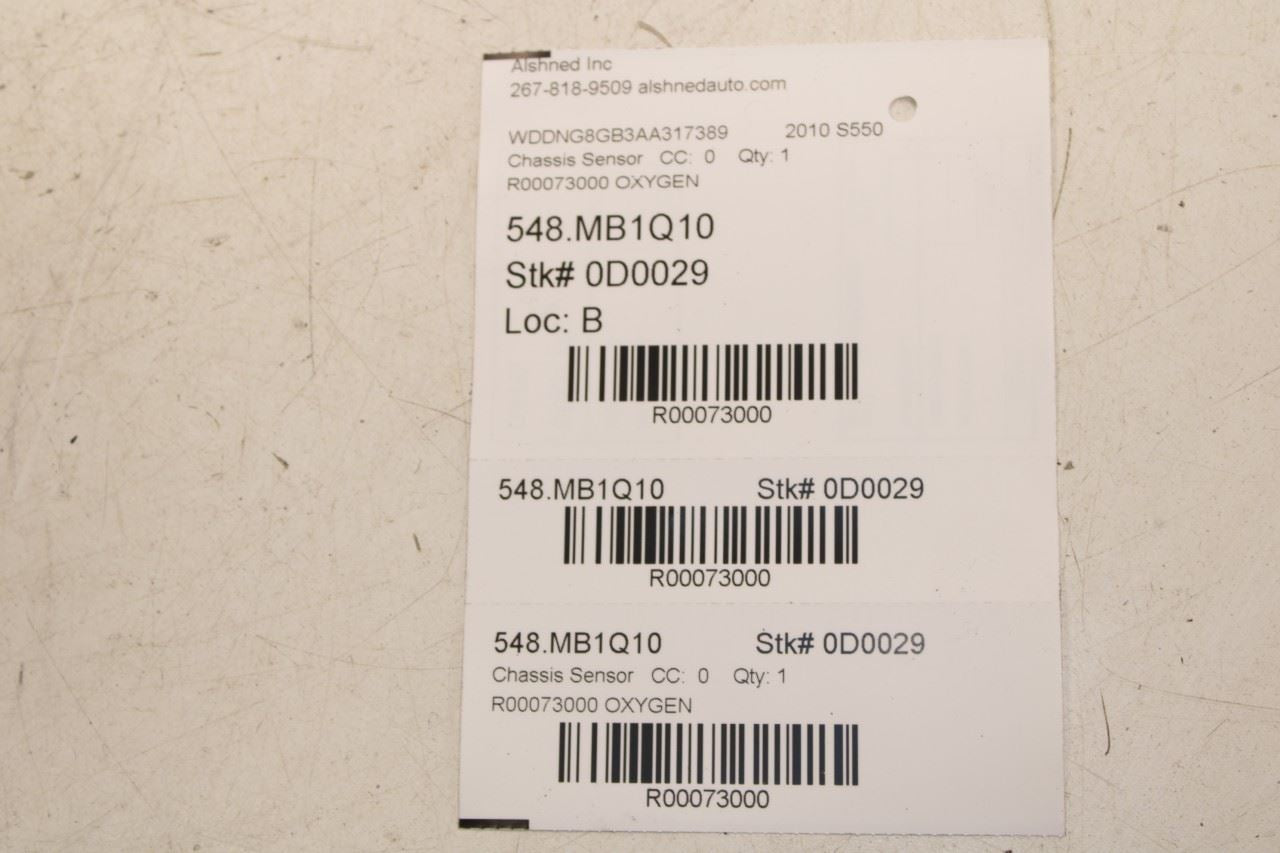 Alshned Inc
267-818-9509 alshnedauto.com
WDDNG8GB3AA317389 2010 S550
Chassis Sensor CC: 0 Qty: 1
R00073000 OXYGEN
548.MB1Q10
Stk# 0D0029
Loc: B
R00073000
548.MB1Q10 Stk# 0D0029
R00073000
548.MB1Q10 Stk# 0D0029
Chassis Sensor CC: 0 Qty: 1
R00073000 OXYGEN
R00073000